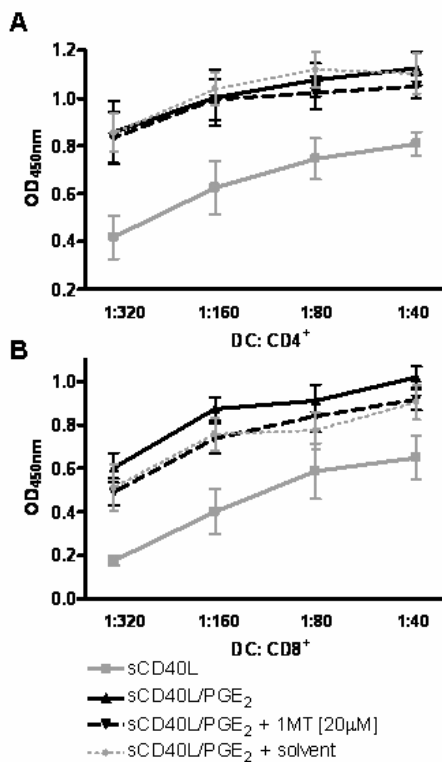 A
1.2
1.0
0.8
0.6
0.4
0.2
OD450nm
1:320 1:160 1:80 1:40
DC: CD4+
B
1.0
0.8
0.6
0.4
0.2
0.0
OD450nm
1:320 1:160 1:80 1:40
DC: CD8+
sCD40L
sCD40L/PGE2
sCD40L/PGE2 + 1MT [20µM]
sCD40L/PGE2 + solvent